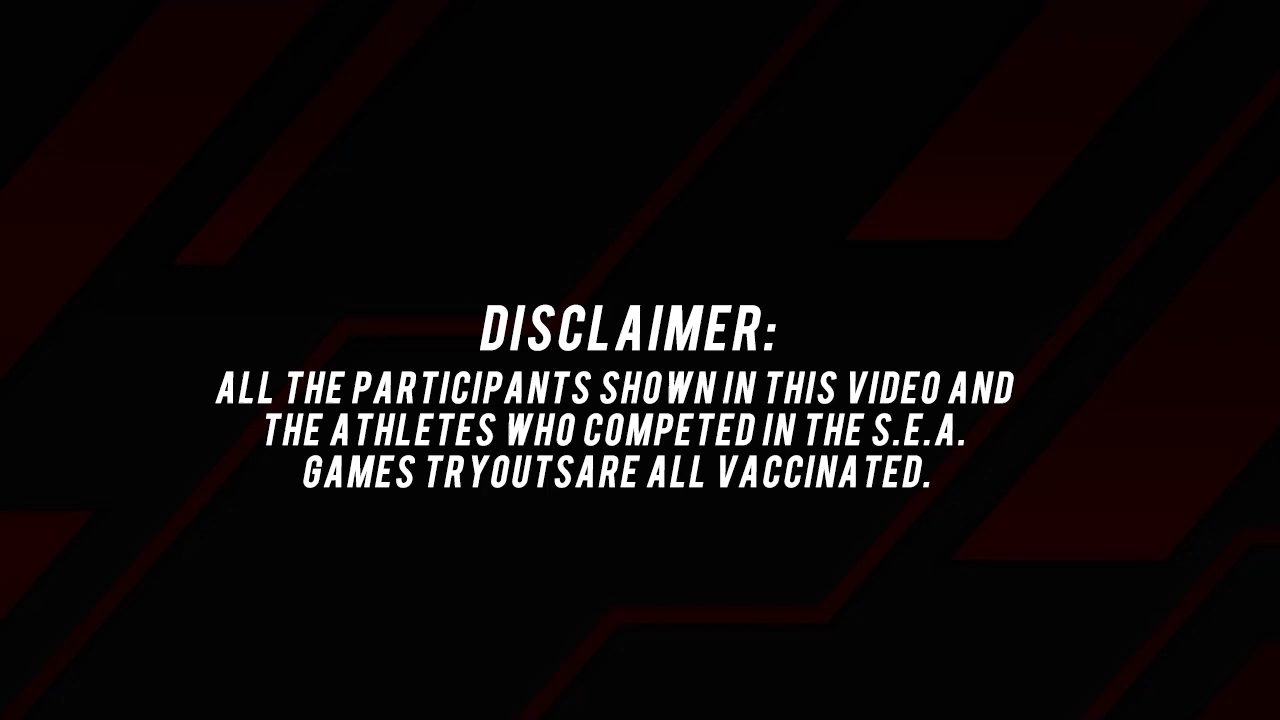 DISCLAIMER:
ALL THE PARTICIPANTS SHOWN IN THIS VIDEO AND
THE ATHLETES WHO COMPETED IN THE S.E.A.
GAMES TRYOUTSARE ALL VACCINATED.